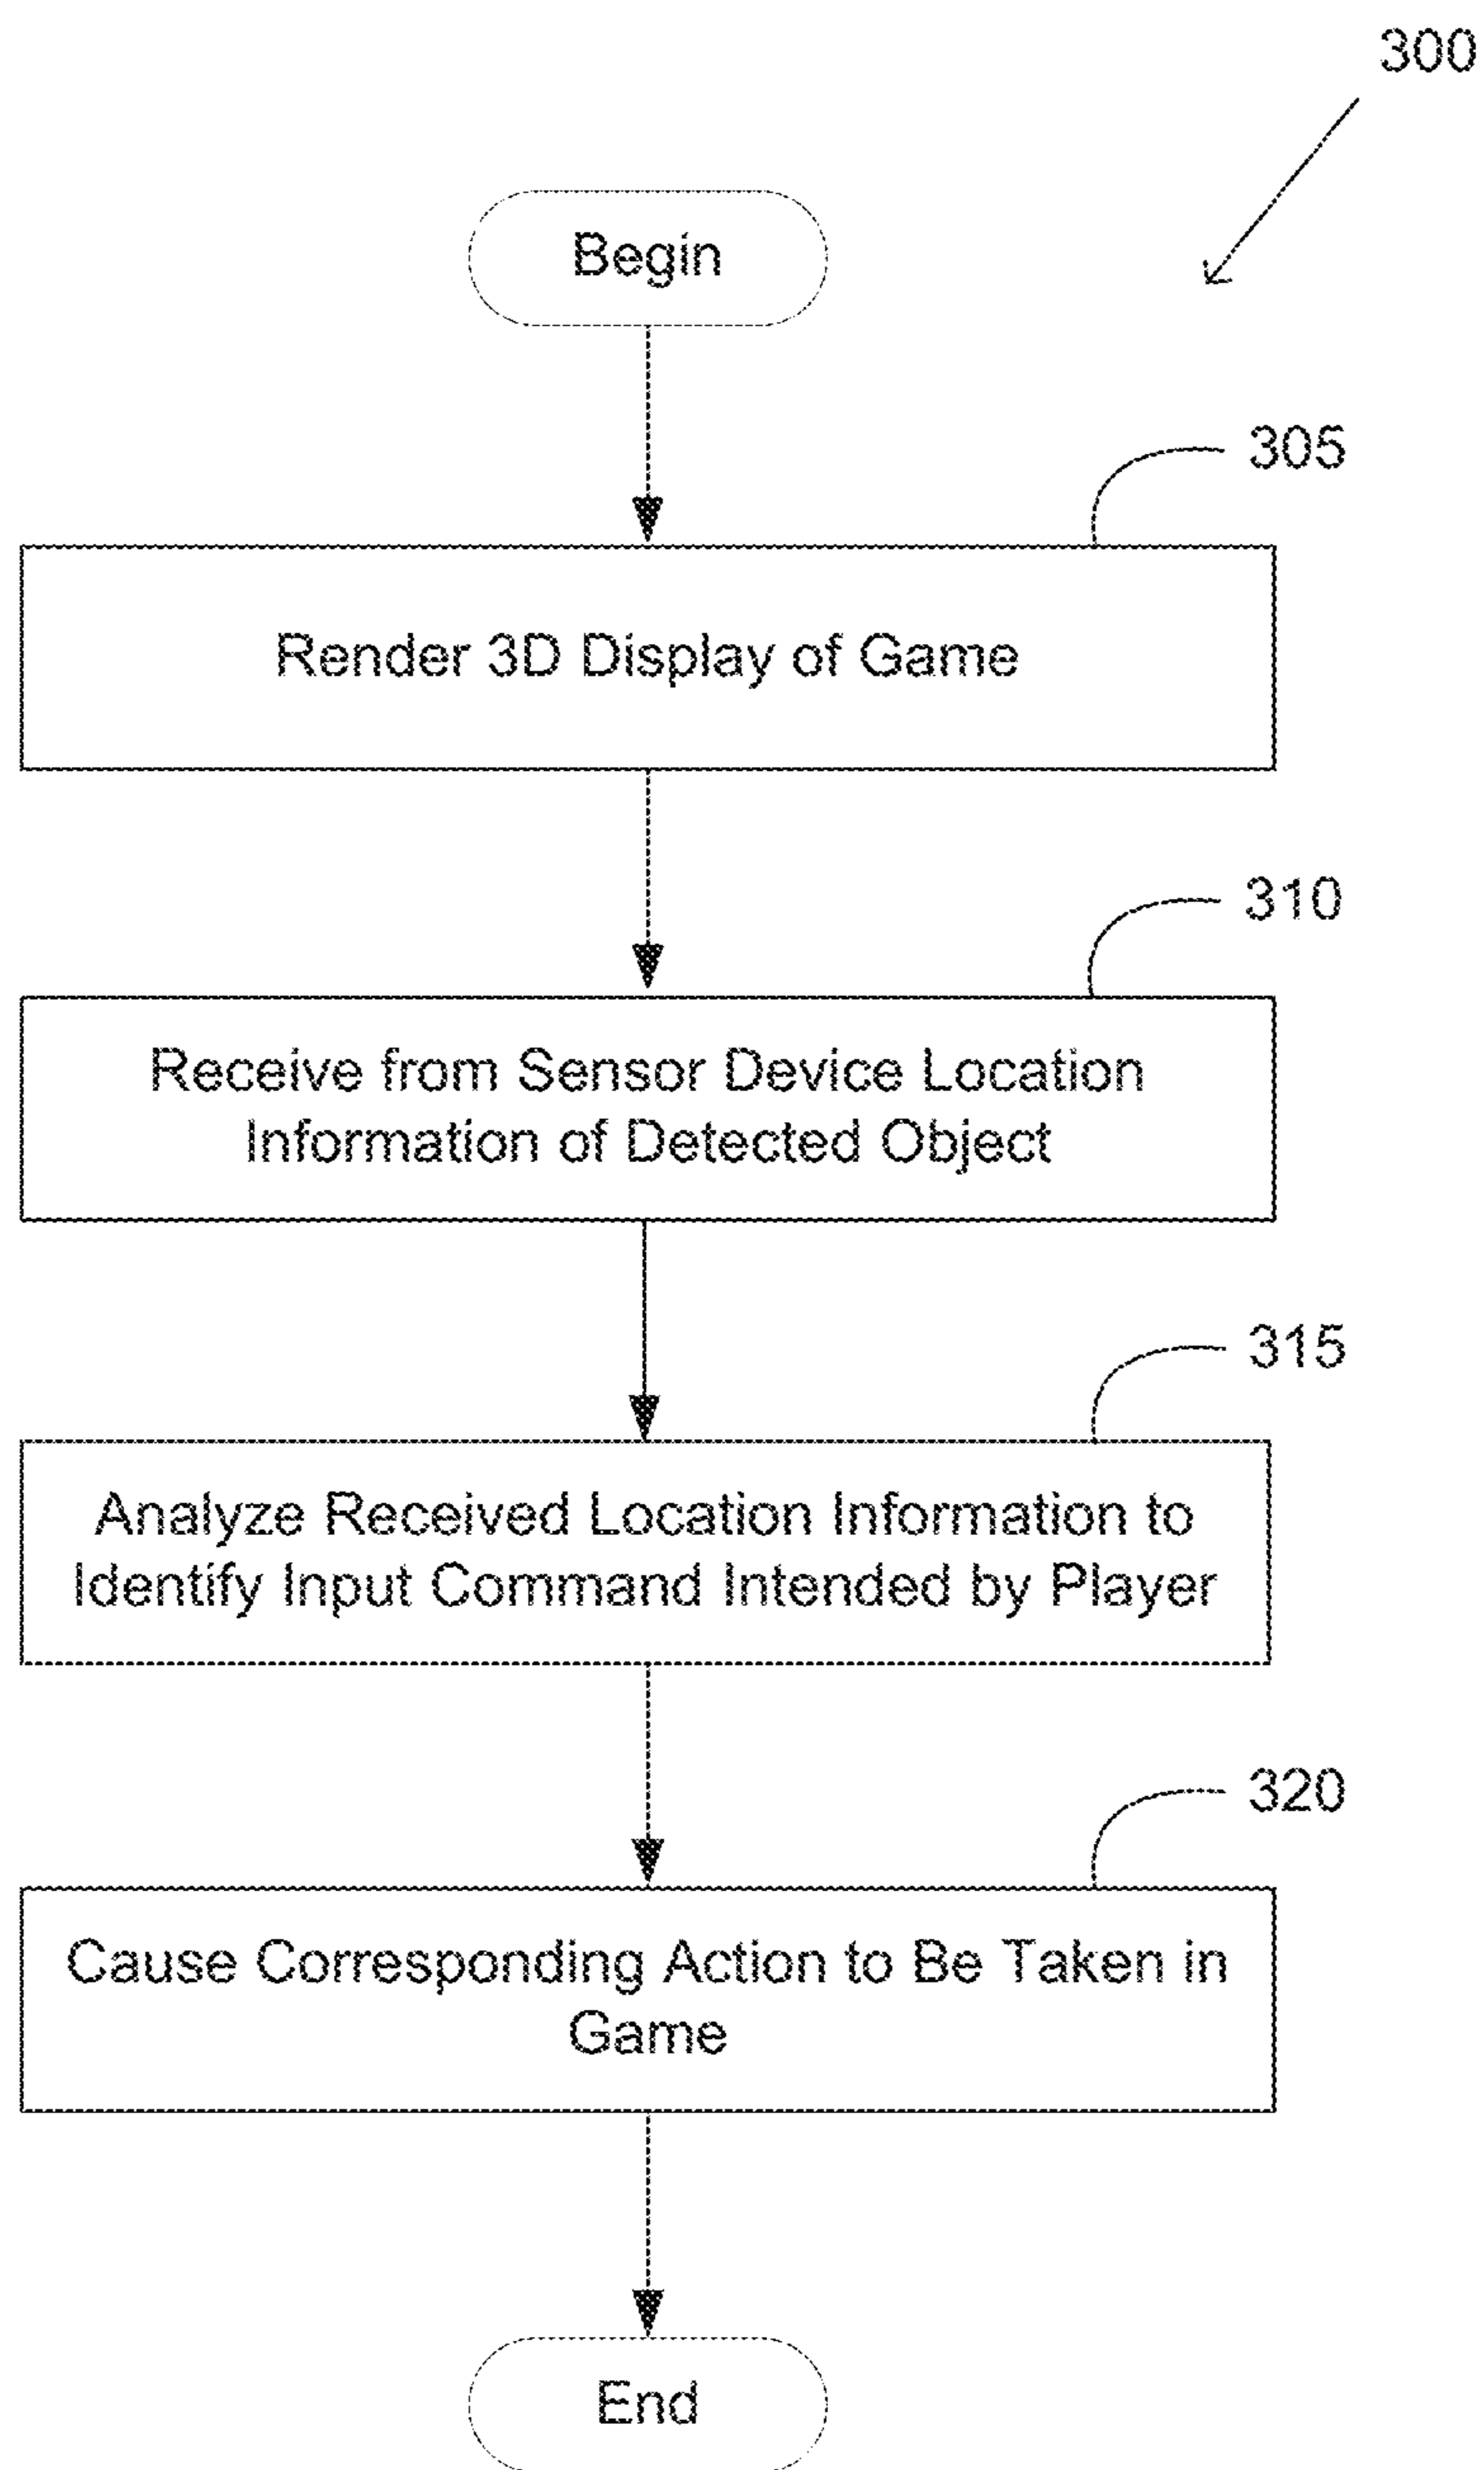 300
Begin
305
Render 3D Display of Game
310
Receive from Sensor Device Location
Information of Detected Object
315
Analyze Received Location Information to
Identify Input Command Intended by Player
320
Cause Corresponding Action to Be Taken in
Game
End